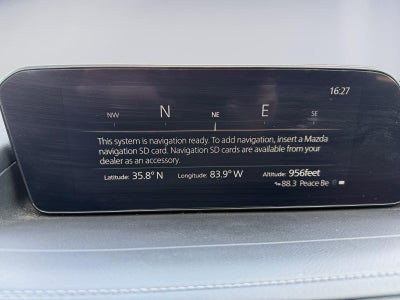 16:27
NW N NE E SE
This system is navigation ready. To add navigation, insert a Mazda
navigation SD card. Navigation SD cards are available from your
dealer as an accessory.
Latitude: 35.8° N Longitude: 83.9° W Altitude: 956feet
88.3 Peace Be